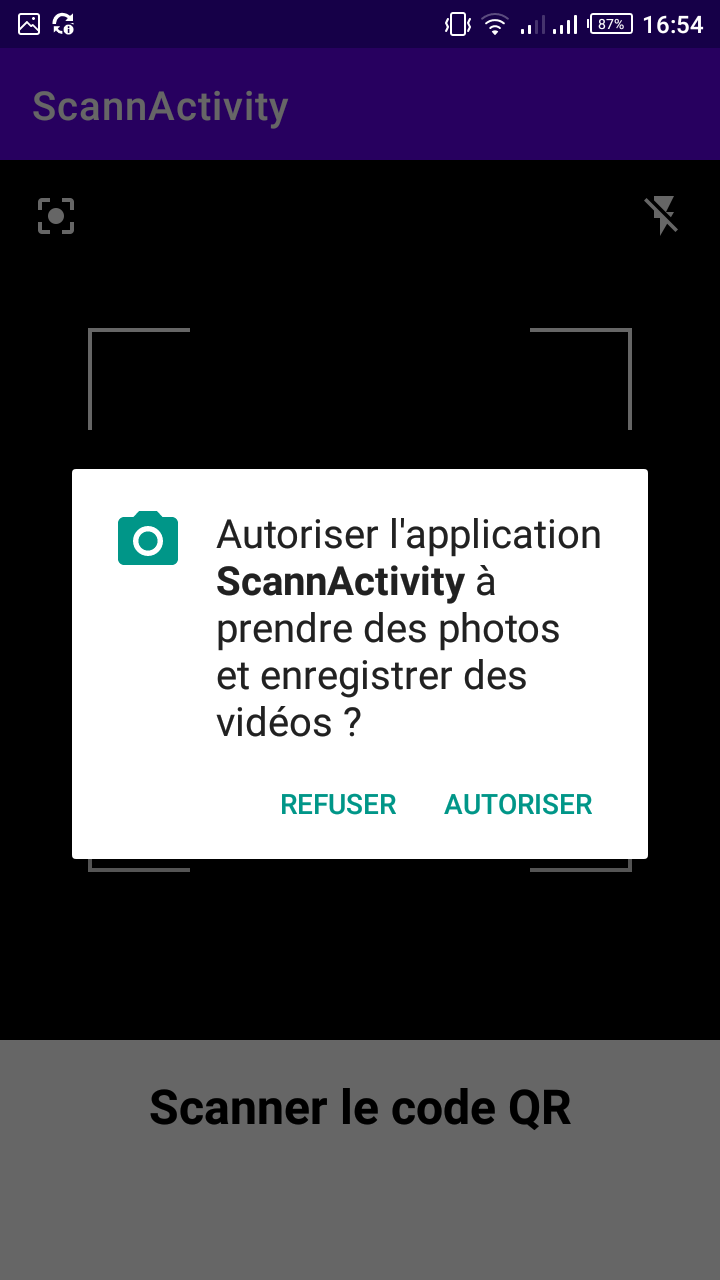 87% 16:54
ScannActivity
Autoriser l'application
ScannActivity à
prendre des photos
et enregistrer des
vidéos ?
REFUSER AUTORISER
Scanner le code QR